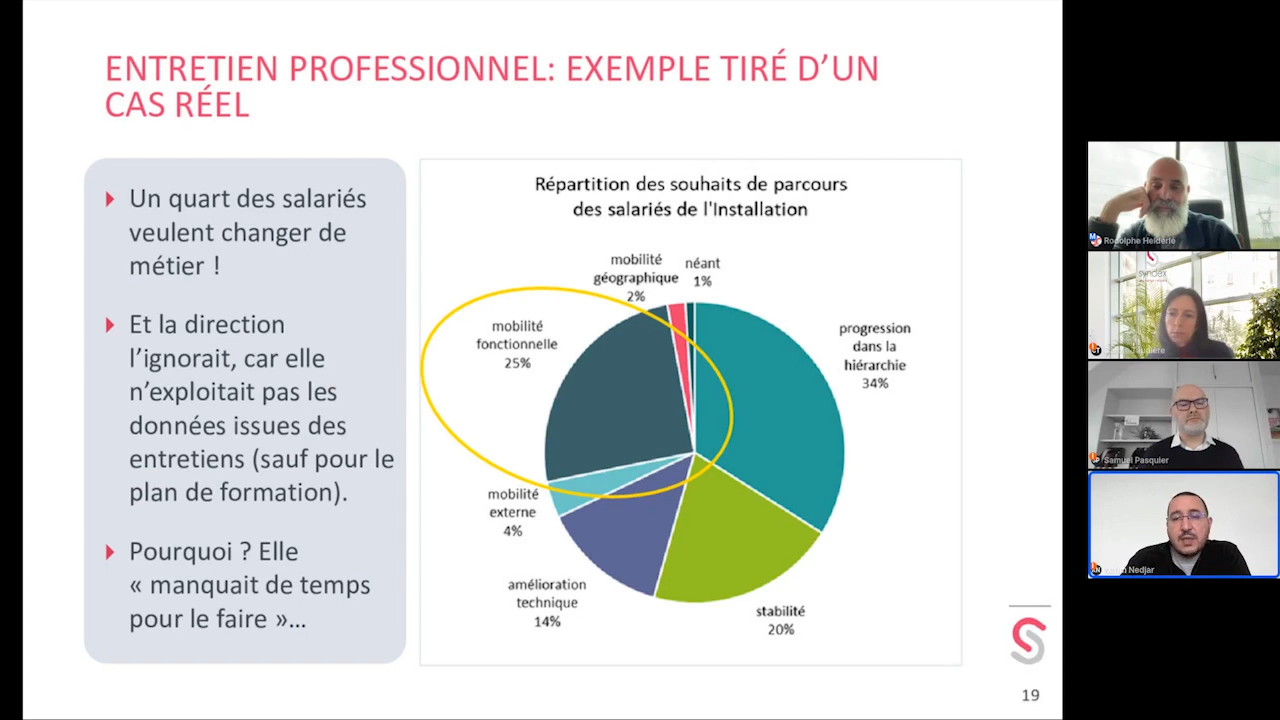 ENTRETIEN PROFESSIONNEL: EXEMPLE TIRÉ D’UN
CAS RÉEL
Un quart des salariés
veulent changer de
métier !
Et la direction
l’ignorait, car elle
n’exploitait pas les
données issues des
entretiens (sauf pour le
plan de formation).
Pourquoi ? Elle
« manquait de temps
pour le faire »...
Répartition des souhaits de parcours
des salariés de l'Installation
mobilité
géographique
2%
néant
1%
mobilité
fonctionnelle
25%
progression
dans la
hiérarchie
34%
mobilité
externe
4%
amélioration
technique
14%
stabilité
20%
19
Rodolphe Helderlé
syndex
Samuel Pasquier
Nedjar